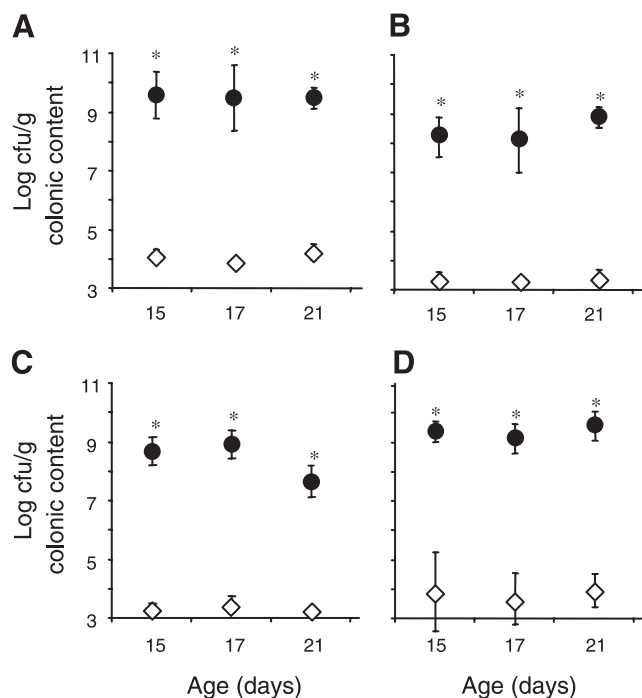 A
B
Log cfu/g
colonic content
11
9
7
5
3
* * *
* * *
15 17 21
15 17 21
C
D
Log cfu/g
colonic content
11
9
7
5
3
* * *
* * *
15 17 21
15 17 21
Age (days)
Age (days)